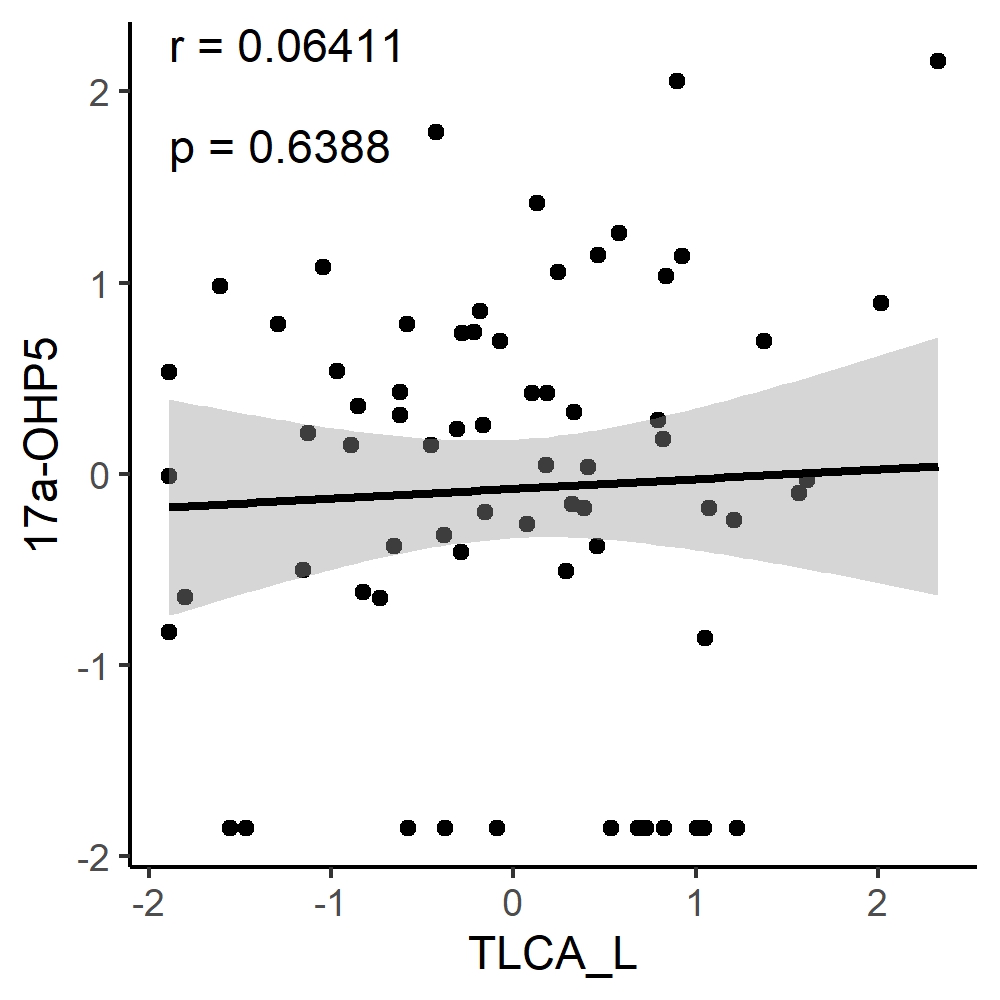 r = 0.06411
p = 0.6388
17a-OHP5
2
1
0
-1
-2
-2 -1 0 1 2
TLCA_L